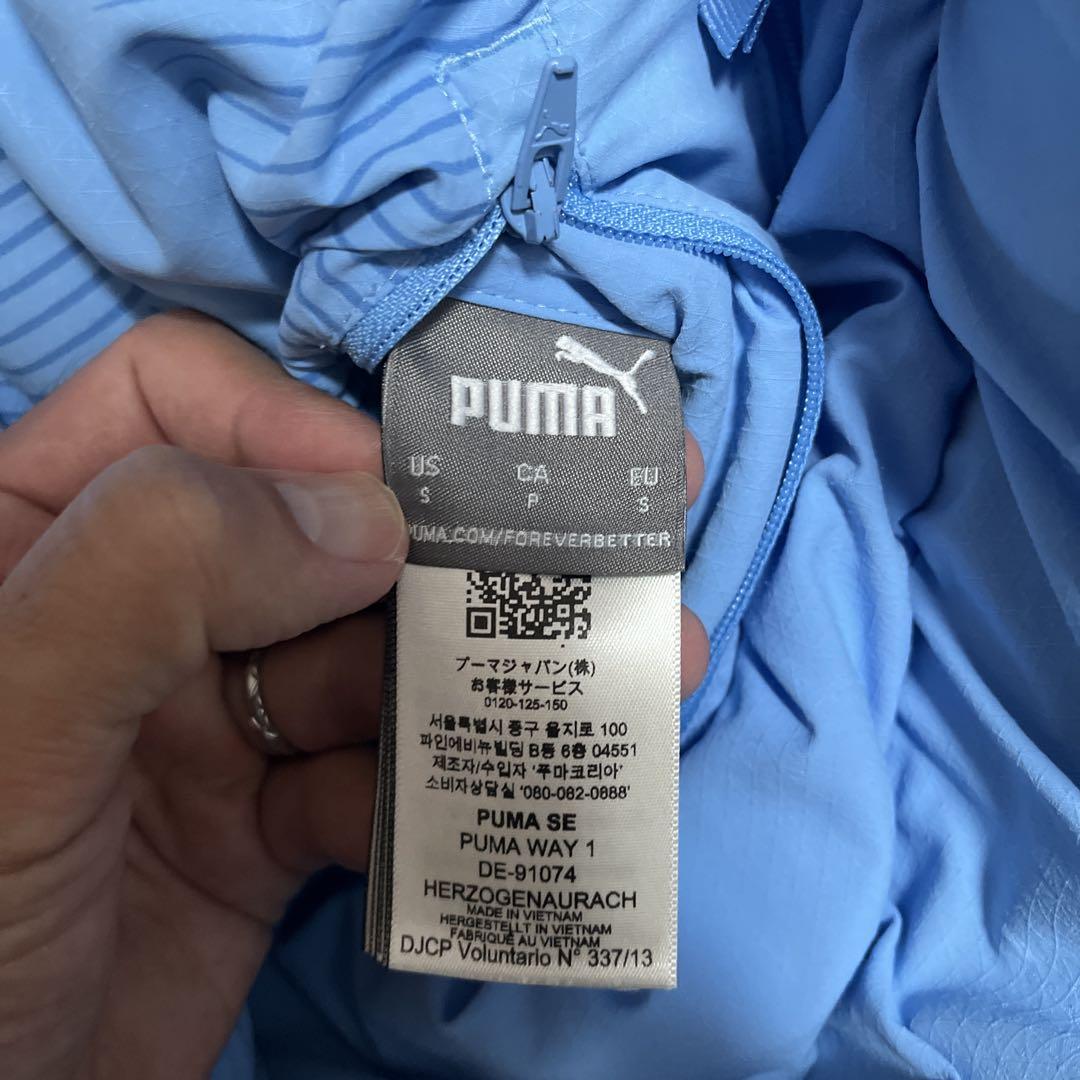 PUMA
US CA EU
S P S
PUMA.COM/FOREVERBETTER
プーマジャパン(株)
お客様サービス
0120-125-150
서울특별시 중구 을지로 100
파인에비뉴빌딩 B동 6층 04551
제조자/수입자 '푸마코리아'
소비자상담실 '080-082-0888'
PUMA SE
PUMA WAY 1
DE-91074
HERZOGENAURACH
MADE IN VIETNAM
HERGESTELLT IN VIETNAM
FABRIQUÉ AU VIETNAM
DJCP Voluntario N° 337/13